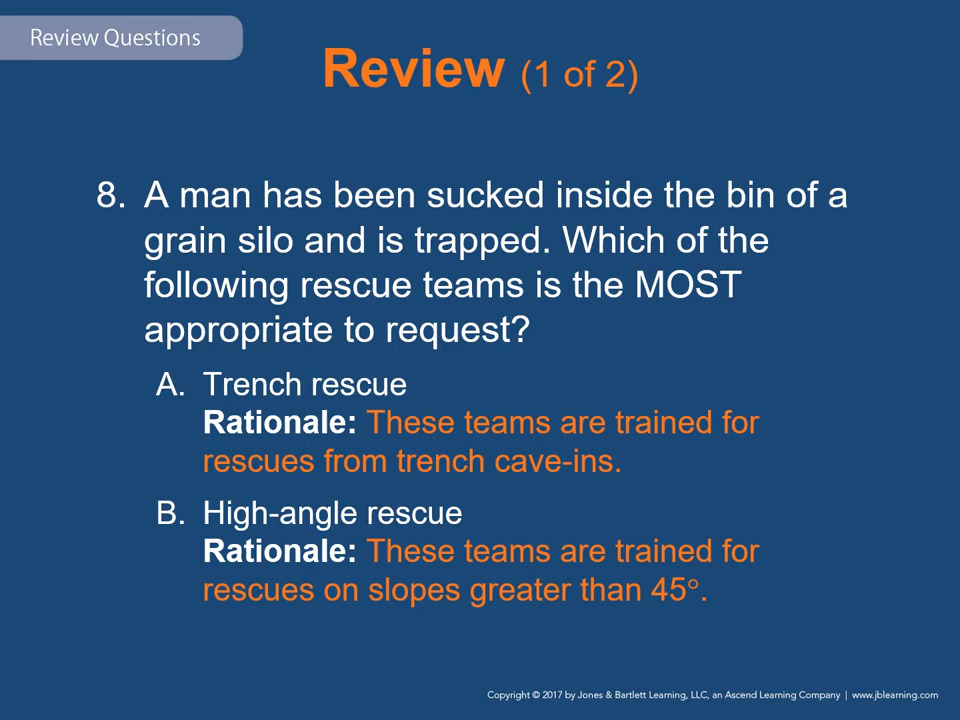 Review Questions
Review (1 of 2)
8. A man has been sucked inside the bin of a
grain silo and is trapped. Which of the
following rescue teams is the MOST
appropriate to request?
A. Trench rescue
Rationale: These teams are trained for
rescues from trench cave-ins.
B. High-angle rescue
Rationale: These teams are trained for
rescues on slopes greater than 45°.
Copyright © 2017 by Jones & Bartlett Learning, LLC, an Ascend Learning Company | www.jblearning.com